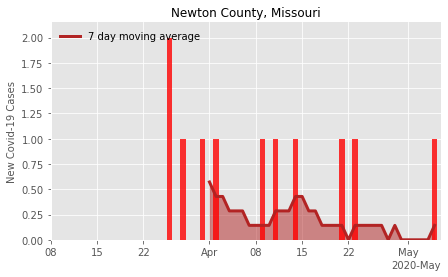 Newton County, Missouri
7 day moving average
New Covid-19 Cases
2.00
1.75
1.50
1.25
1.00
0.75
0.50
0.25
0.00
08 15 22 Apr 08 15 22 May
2020-May